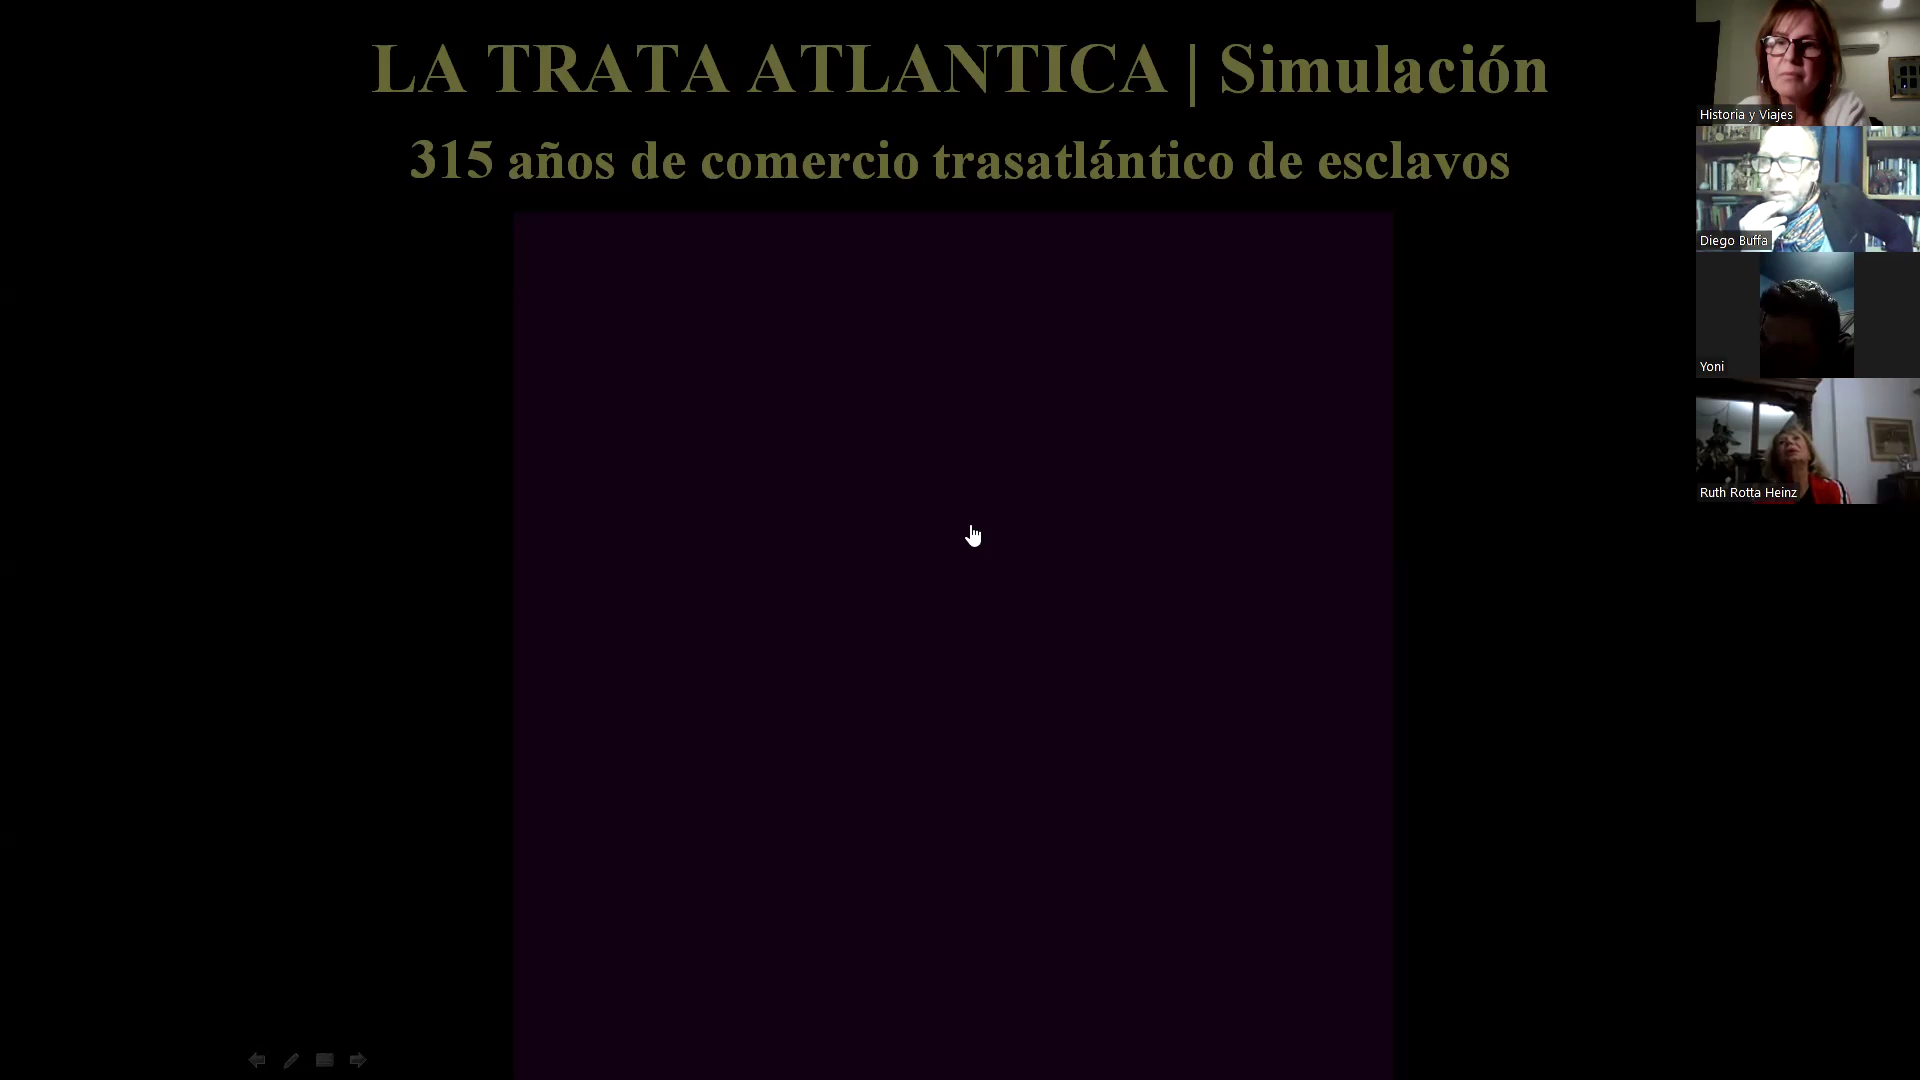 LA TRATA ATLANTICA | Simulación
315 años de comercio trasatlántico de esclavos
Historia y Viajes
Diego Buffa
Yoni
Ruth Rotta Heinz